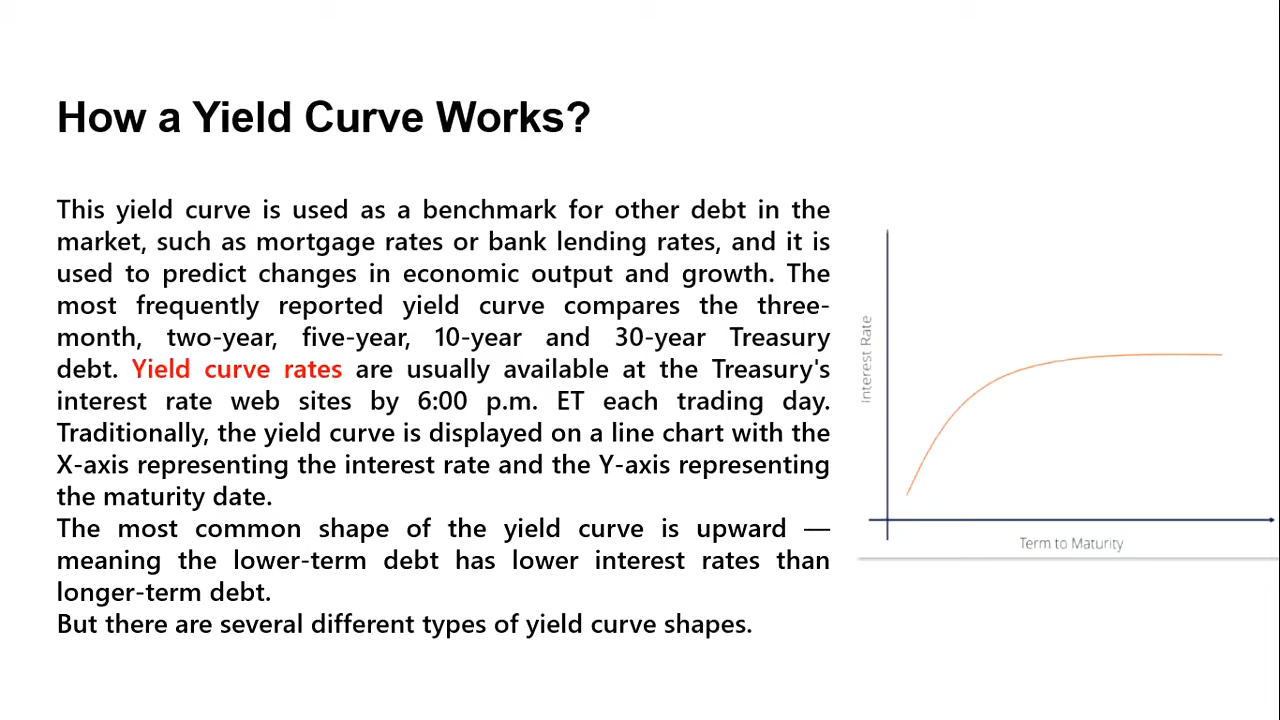 How a Yield Curve Works?
This yield curve is used as a benchmark for other debt in the
market, such as mortgage rates or bank lending rates, and it is
used to predict changes in economic output and growth. The
most frequently reported yield curve compares the three-
month, two-year, five-year, 10-year and 30-year Treasury
debt. Yield curve rates are usually available at the Treasury's
interest rate web sites by 6:00 p.m. ET each trading day.
Traditionally, the yield curve is displayed on a line chart with the
X-axis representing the interest rate and the Y-axis representing
the maturity date.
The most common shape of the yield curve is upward —
meaning the lower-term debt has lower interest rates than
longer-term debt.
But there are several different types of yield curve shapes.
Interest Rate
Term to Maturity